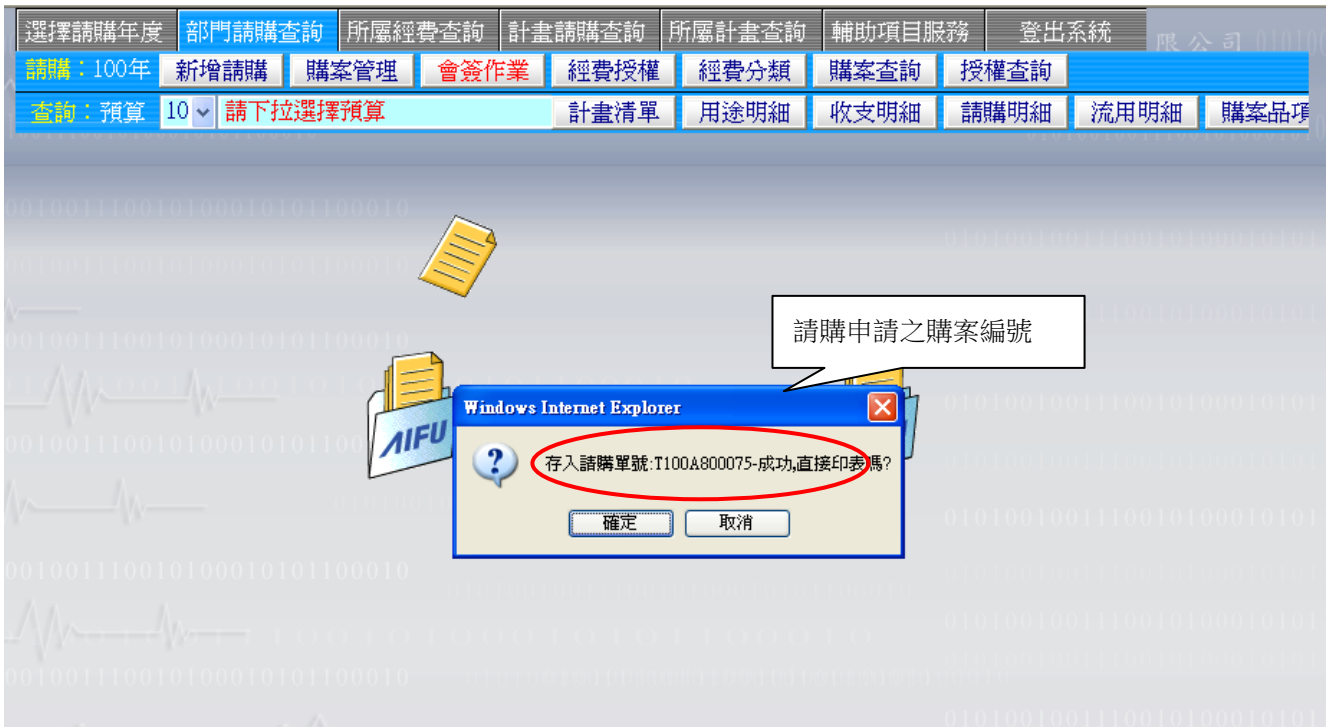 選擇請購年度 部門請購查詢 所屬經費查詢 計畫請購查詢 所屬計畫查詢 輔助項目服務 登出系統
限公司
請購：100年 新增請購 購案管理 會簽作業 經費授權 經費分類 購案查詢 授權查詢
查詢：預算 10 請下拉選擇預算 計畫清單 用途明細 收支明細 請購明細 流用明細 購案品項
請購申請之購案編號
Windows Internet Explorer
AIFU
存入請購單號:T100A800075-成功,直接印表嗎?
確定 取消
001001110010100010101100010